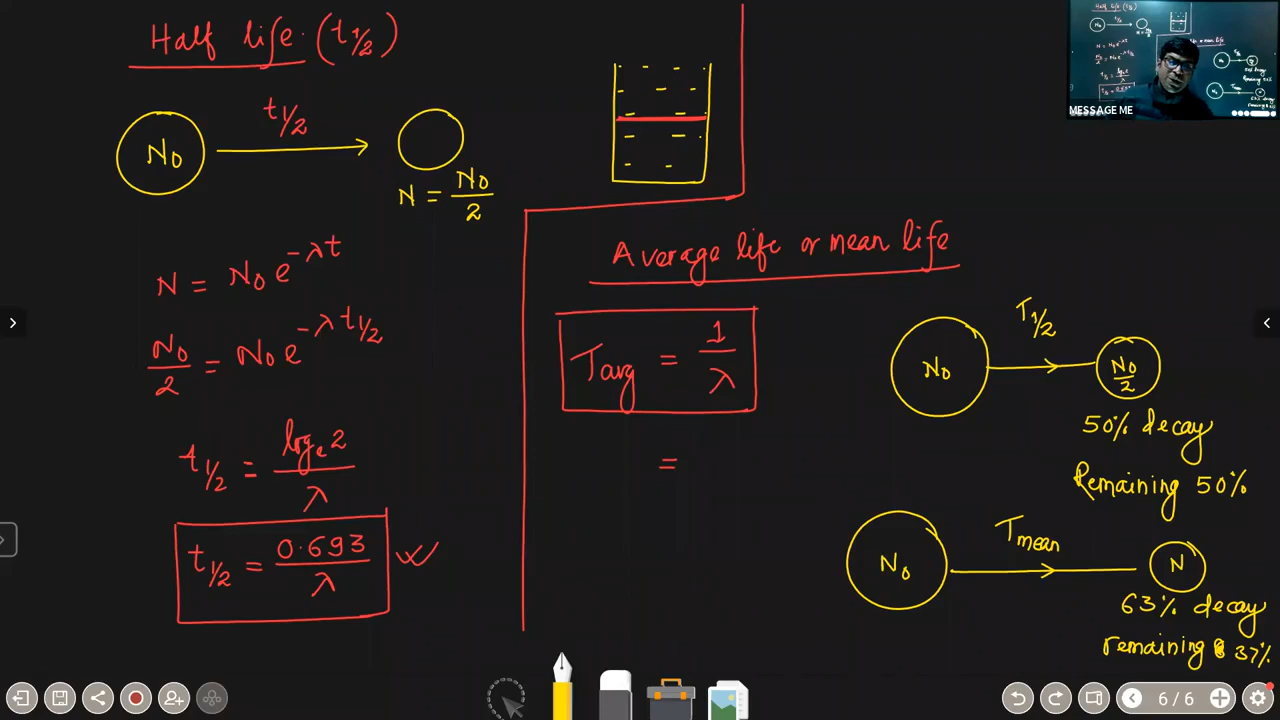 Half life (t1/2)
N0
t1/2
N = N0/2
N = N0 e^-λt
N0/2 = N0 e^-λt1/2
t1/2 = loge2/λ
t1/2 = 0.693/λ
Average life or mean life
Tavg = 1/λ
=
N0
T1/2
N0/2
50% decay
Remaining 50%
N0
Tmean
N
63% decay
remaining 37%
MESSAGE ME
6/6